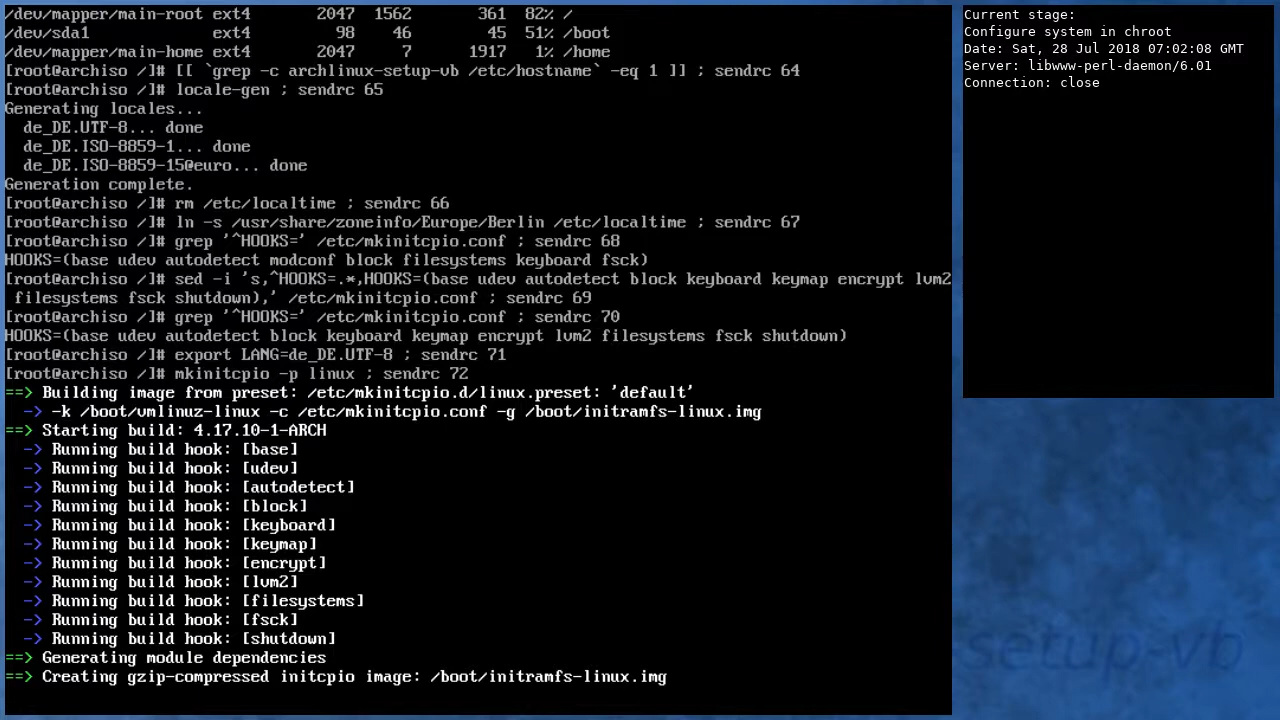 /dev/mapper/main-root ext4       2047  1562       361  82% /
/dev/sda1             ext4         98    46        45  51% /boot
/dev/mapper/main-home ext4       2047     7      1917   1% /home
[root@archiso /]# [[ `grep -c archlinux-setup-vb /etc/hostname` -eq 1 ]] ; sendrc 64
[root@archiso /]# locale-gen ; sendrc 65
Generating locales...
  de_DE.UTF-8... done
  de_DE.ISO-8859-1... done
  de_DE.ISO-8859-15@euro... done
Generation complete.
[root@archiso /]# rm /etc/localtime ; sendrc 66
[root@archiso /]# ln -s /usr/share/zoneinfo/Europe/Berlin /etc/localtime ; sendrc 67
[root@archiso /]# grep '^HOOKS=' /etc/mkinitcpio.conf ; sendrc 68
HOOKS=(base udev autodetect modconf block filesystems keyboard fsck)
[root@archiso /]# sed -i 's,^HOOKS=.*,HOOKS=(base udev autodetect block keyboard keymap encrypt lvm2
 filesystems fsck shutdown),' /etc/mkinitcpio.conf ; sendrc 69
[root@archiso /]# grep '^HOOKS=' /etc/mkinitcpio.conf ; sendrc 70
HOOKS=(base udev autodetect block keyboard keymap encrypt lvm2 filesystems fsck shutdown)
[root@archiso /]# export LANG=de_DE.UTF-8 ; sendrc 71
[root@archiso /]# mkinitcpio -p linux ; sendrc 72
==> Building image from preset: /etc/mkinitcpio.d/linux.preset: 'default'
  -> -k /boot/vmlinuz-linux -c /etc/mkinitcpio.conf -g /boot/initramfs-linux.img
==> Starting build: 4.17.10-1-ARCH
  -> Running build hook: [base]
  -> Running build hook: [udev]
  -> Running build hook: [autodetect]
  -> Running build hook: [block]
  -> Running build hook: [keyboard]
  -> Running build hook: [keymap]
  -> Running build hook: [encrypt]
  -> Running build hook: [lvm2]
  -> Running build hook: [filesystems]
  -> Running build hook: [fsck]
  -> Running build hook: [shutdown]
==> Generating module dependencies
==> Creating gzip-compressed initcpio image: /boot/initramfs-linux.img
Current stage:
Configure system in chroot
Date: Sat, 28 Jul 2018 07:02:08 GMT
Server: libwww-perl-daemon/6.01
Connection: close
setup-vb